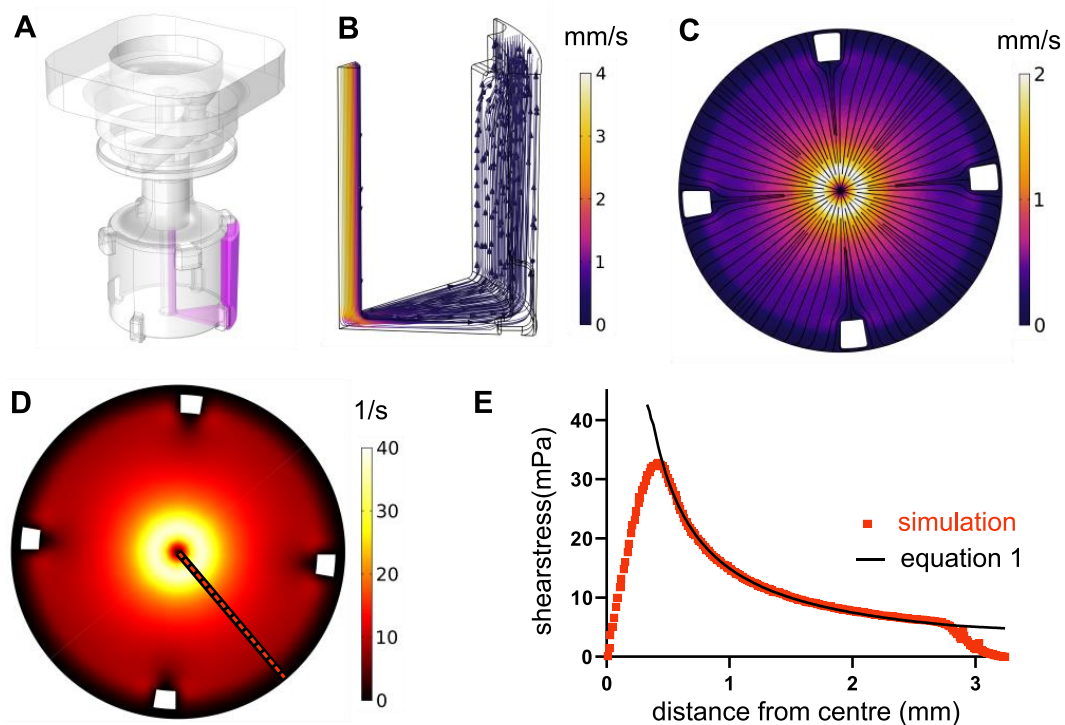 A
B
mm/s
4
3
2
1
0
C
mm/s
2
1
0
D
1/s
40
30
20
10
0
E
shearstress(mPa)
40
30
20
10
0
simulation
equation 1
0 1 2 3
distance from centre (mm)